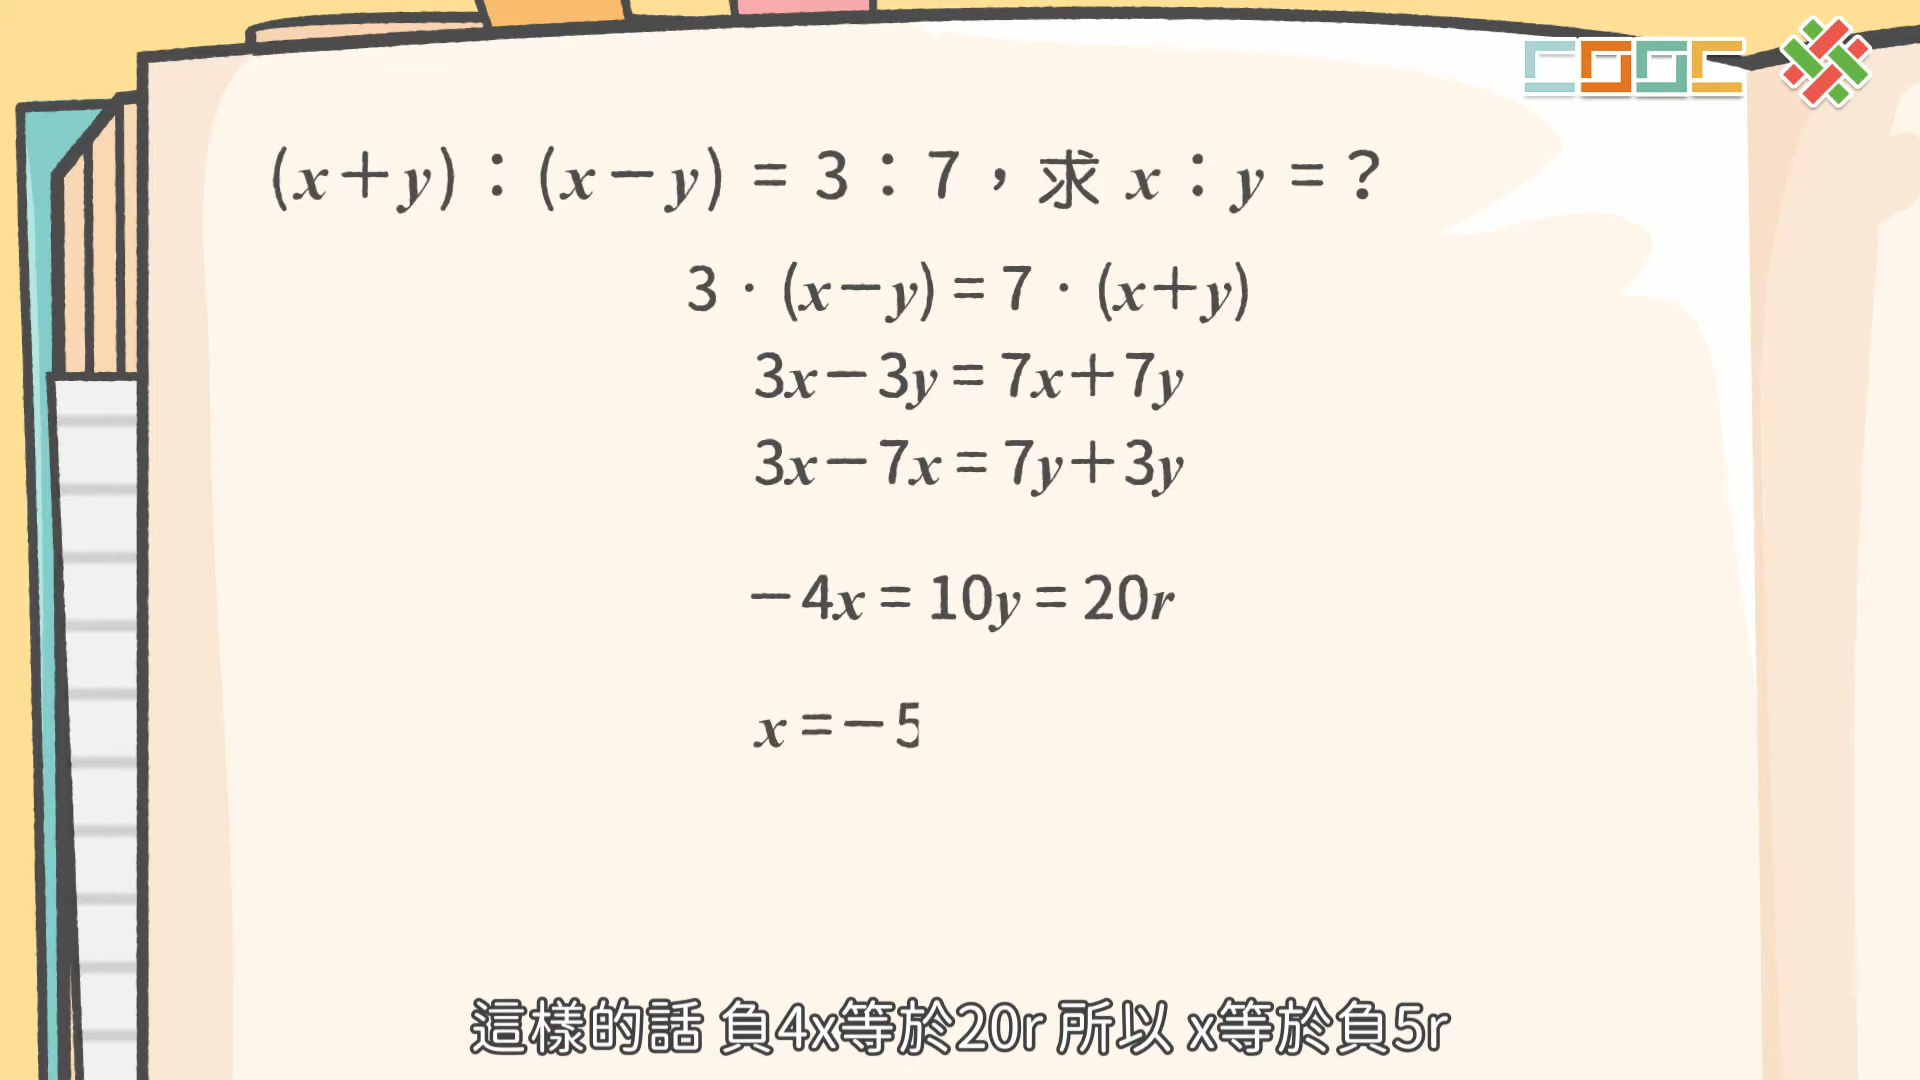 (x+y)：(x−y) = 3：7，求 x：y =？
3 · (x−y) = 7 · (x+y)
3x−3y = 7x+7y
3x−7x = 7y+3y
−4x = 10y = 20r
x =−5
這樣的話 負4x等於20r 所以 x等於負5r